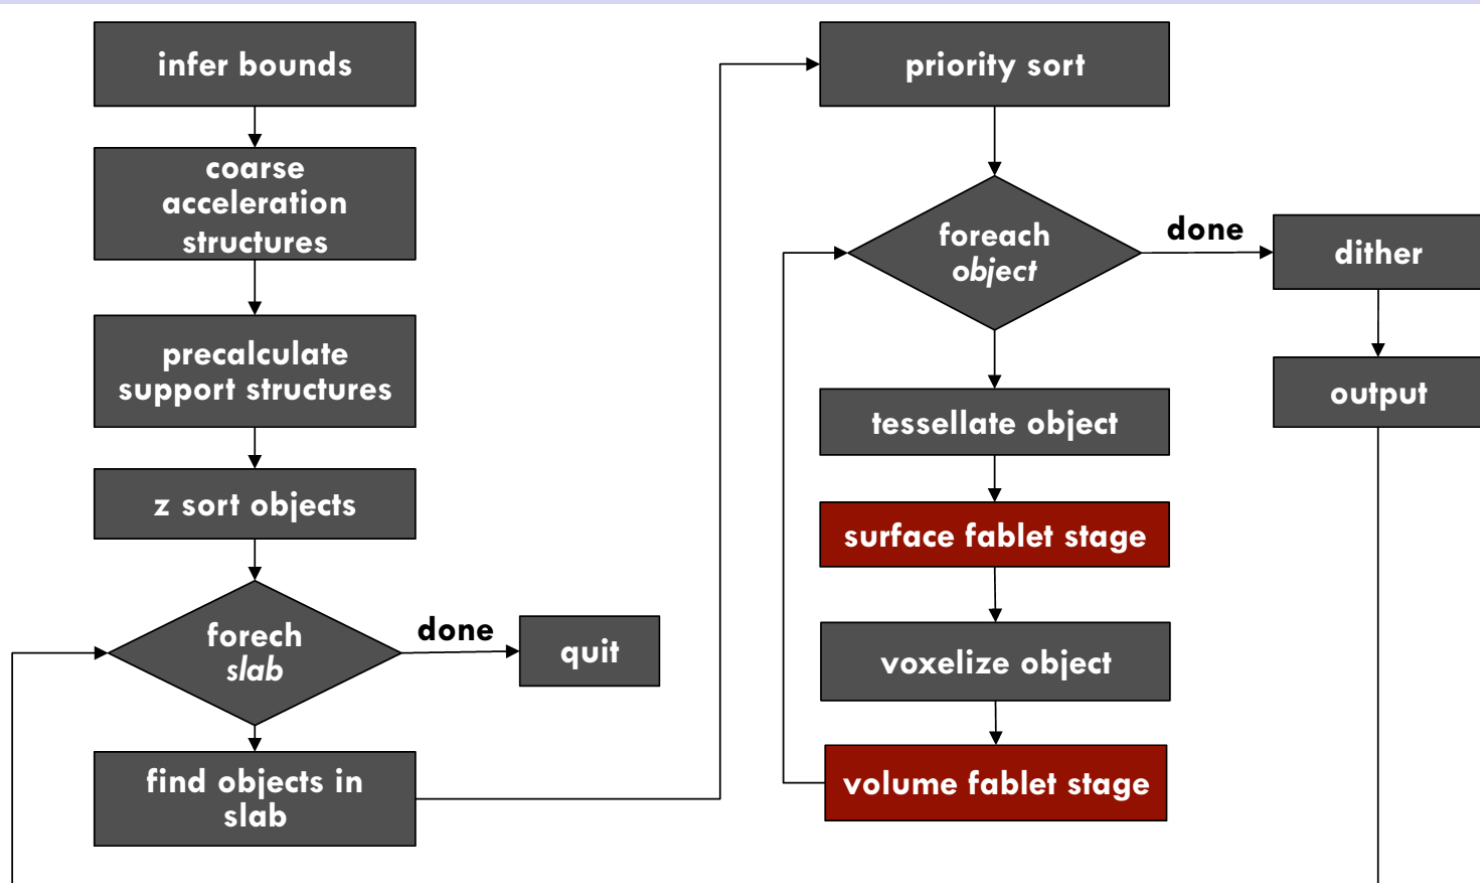 infer bounds
coarse
acceleration
structures
precalculate
support structures
z sort objects
forech
slab
done
quit
find objects in
slab
priority sort
foreach
object
done
dither
output
tessellate object
surface fablet stage
voxelize object
volume fablet stage